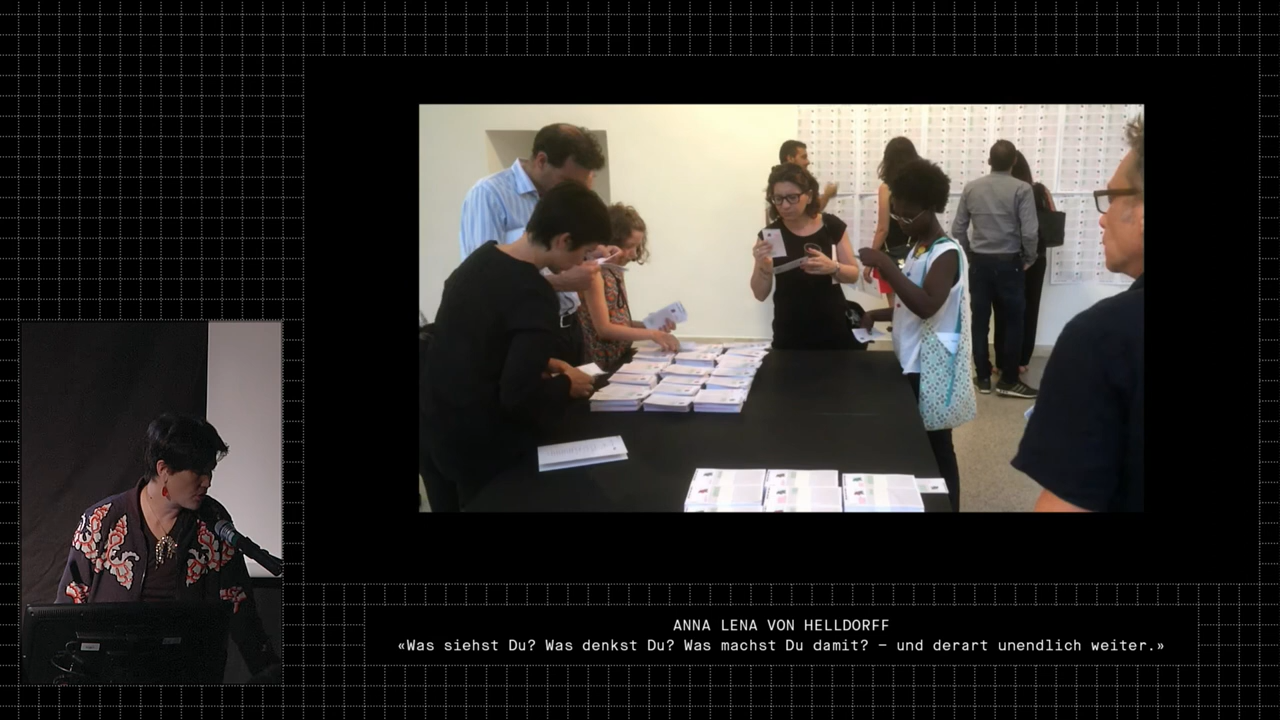 ANNA LENA VON HELLDORFF
«Was siehst Du? Was denkst Du? Was machst Du damit? – und derart unendlich weiter.»